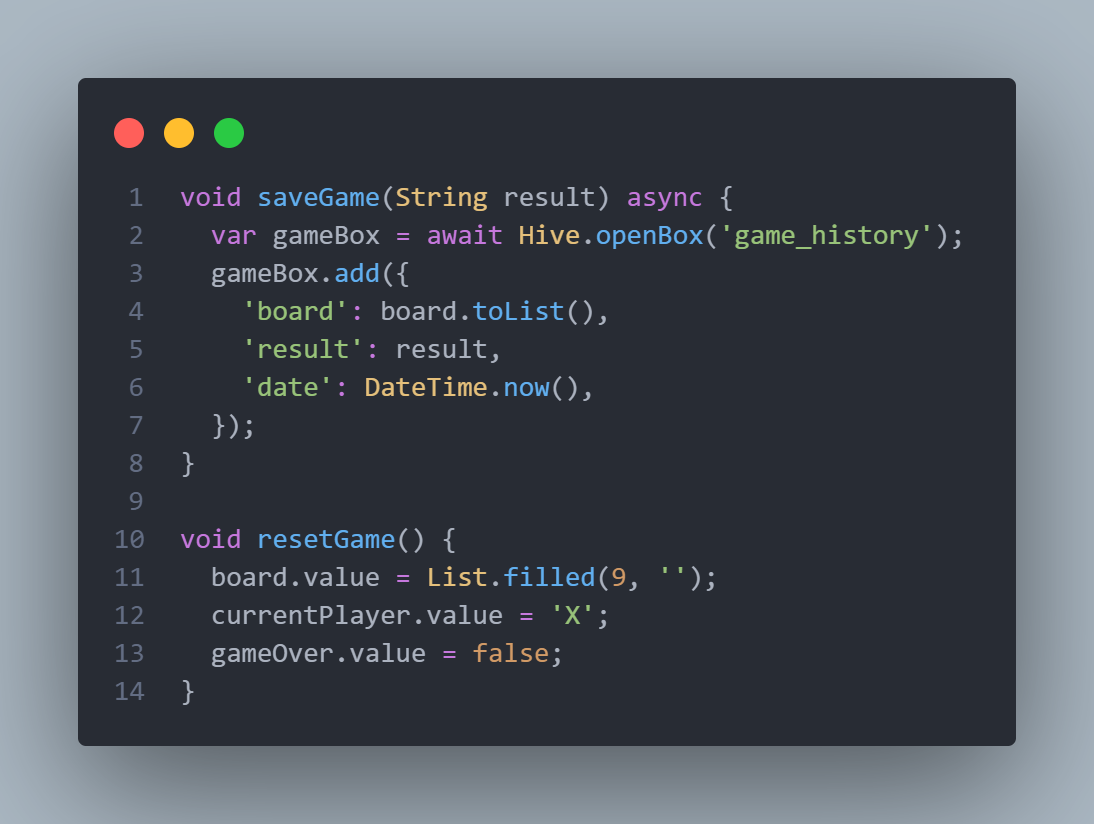 1 void saveGame(String result) async {
2   var gameBox = await Hive.openBox('game_history');
3   gameBox.add({
4     'board': board.toList(),
5     'result': result,
6     'date': DateTime.now(),
7   });
8 }
9
10 void resetGame() {
11   board.value = List.filled(9, '');
12   currentPlayer.value = 'X';
13   gameOver.value = false;
14 }